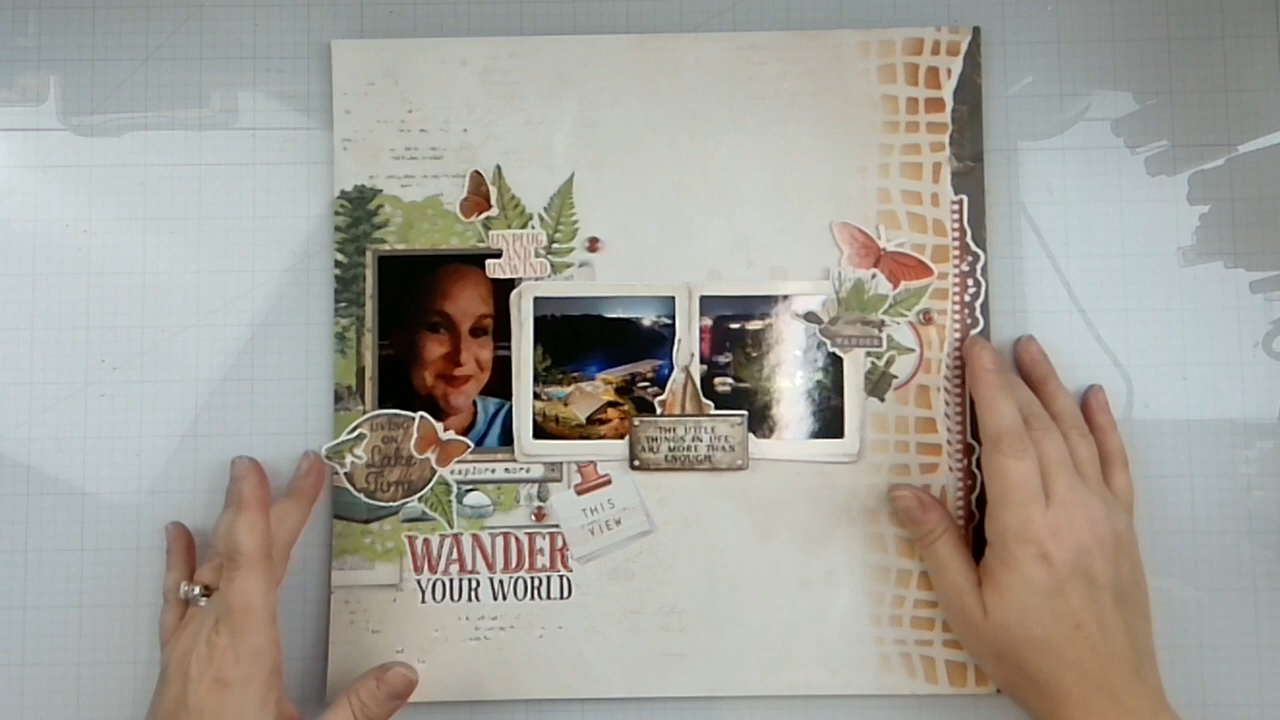 UNPLUG
AND
UNWIND
LIVING
ON
Lake
Time
explore more
WANDER
"THE LITTLE
THINGS IN LIFE
ARE MORE THAN
ENOUGH"
THIS
VIEW
WANDER
YOUR WORLD